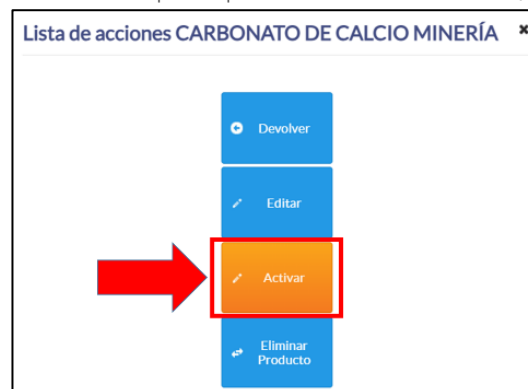 Lista de acciones CARBONATO DE CALCIO MINERÍA
Devolver
Editar
Activar
Eliminar
Producto